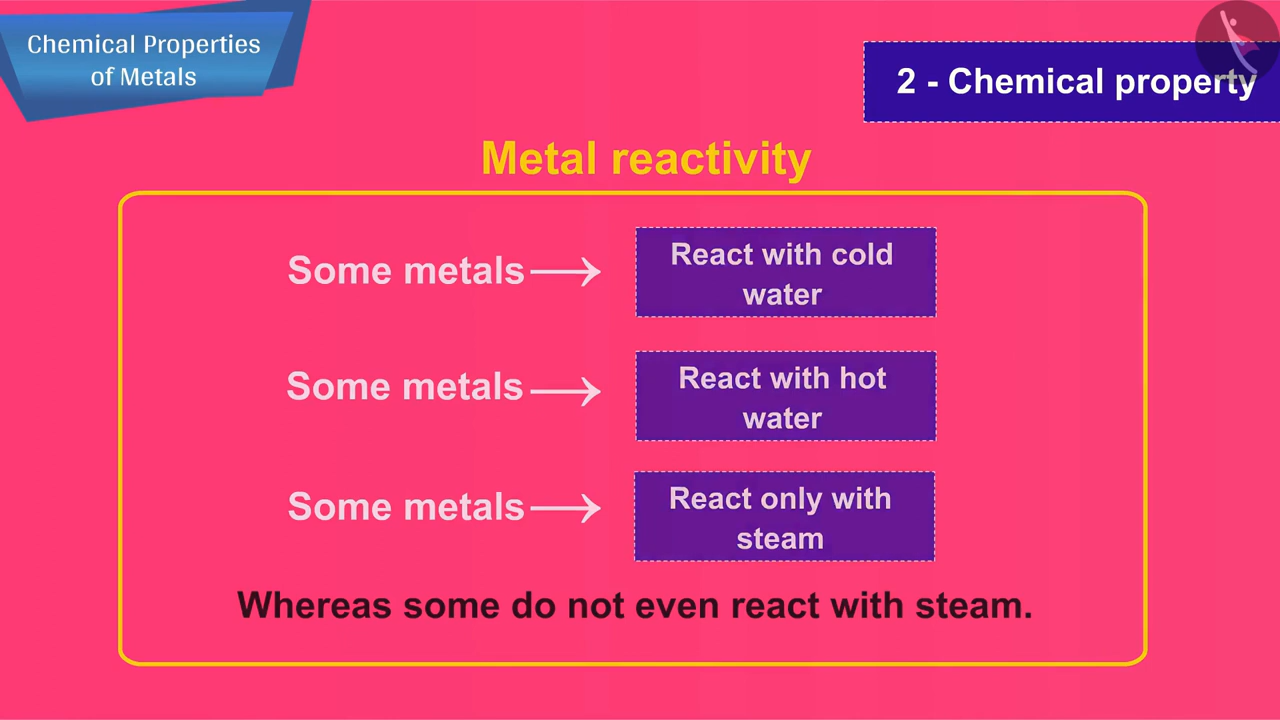 Chemical Properties
of Metals
2 - Chemical property
Metal reactivity
Some metals → React with cold
water
Some metals → React with hot
water
Some metals → React only with
steam
Whereas some do not even react with steam.